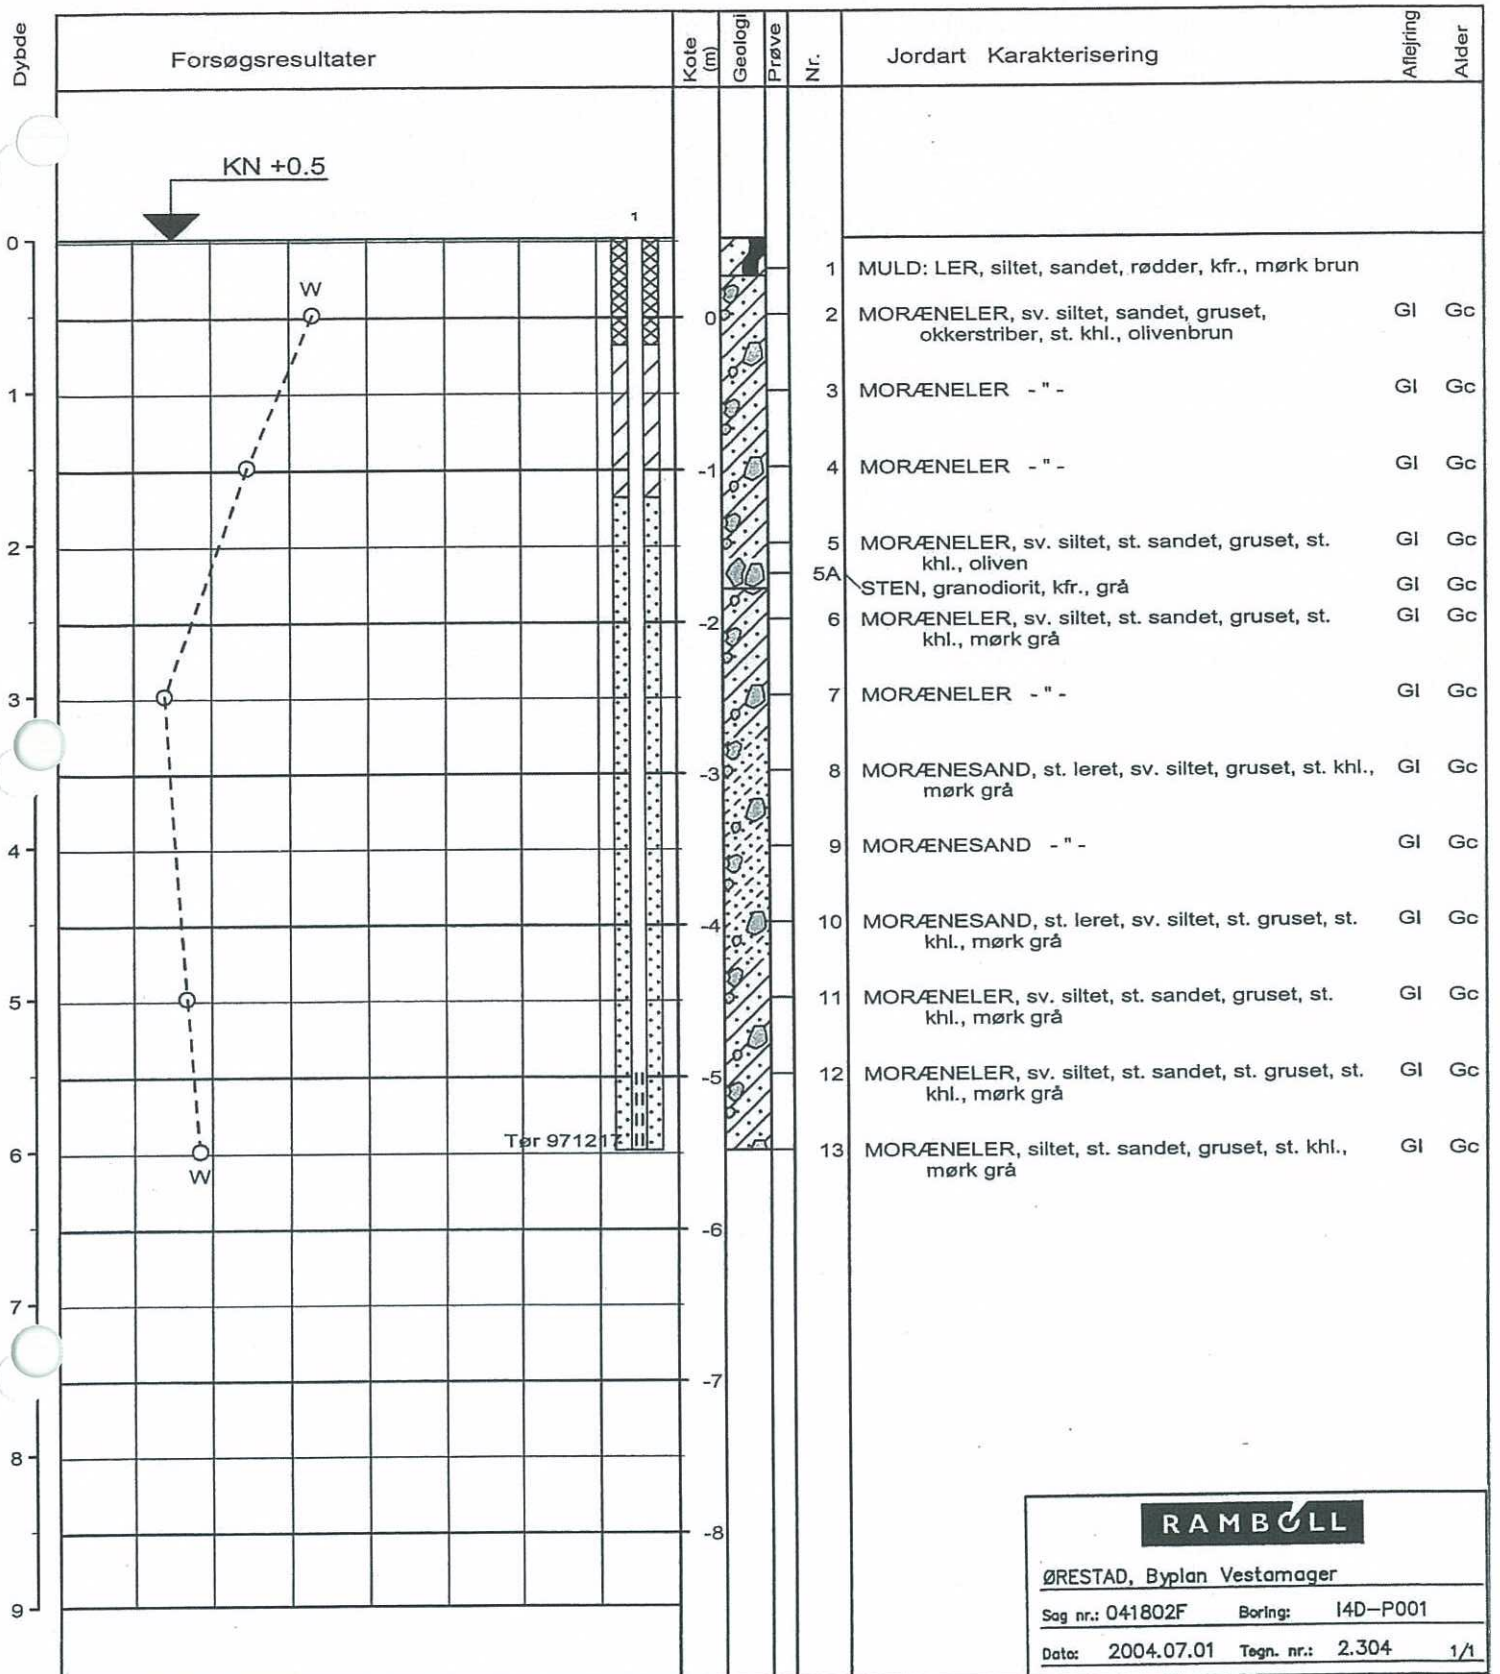 Dybde
Forsøgsresultater
Kote (m)
Geologi
Prøve
Nr.
Jordart Karakterisering
Aflejring
Alder
KN +0.5
1
0
W
1 MULD: LER, siltet, sandet, rødder, kfr., mørk brun
0
2 MORÆNELER, sv. siltet, sandet, gruset, Gl Gc
okkerstriber, st. khl., olivenbrun
1
3 MORÆNELER - " - Gl Gc
-1
4 MORÆNELER - " - Gl Gc
2
5 MORÆNELER, sv. siltet, st. sandet, gruset, st. Gl Gc
khl., oliven
5A STEN, granodiorit, kfr., grå Gl Gc
-2
6 MORÆNELER, sv. siltet, st. sandet, gruset, st. Gl Gc
khl., mørk grå
3
7 MORÆNELER - " - Gl Gc
-3
8 MORÆNESAND, st. leret, sv. siltet, gruset, st. khl., Gl Gc
mørk grå
4
9 MORÆNESAND - " - Gl Gc
-4
10 MORÆNESAND, st. leret, sv. siltet, st. gruset, st. Gl Gc
khl., mørk grå
5
11 MORÆNELER, sv. siltet, st. sandet, gruset, st. Gl Gc
khl., mørk grå
-5
12 MORÆNELER, sv. siltet, st. sandet, st. gruset, st. Gl Gc
khl., mørk grå
Tør 971217
6
W
13 MORÆNELER, siltet, st. sandet, gruset, st. khl., Gl Gc
mørk grå
-6
7
-7
8
-8
9
RAMBØLL
ØRESTAD, Byplan Vestamager
Sag nr.: 041802F Boring: I4D-P001
Dato: 2004.07.01 Tegn. nr.: 2.304 1/1